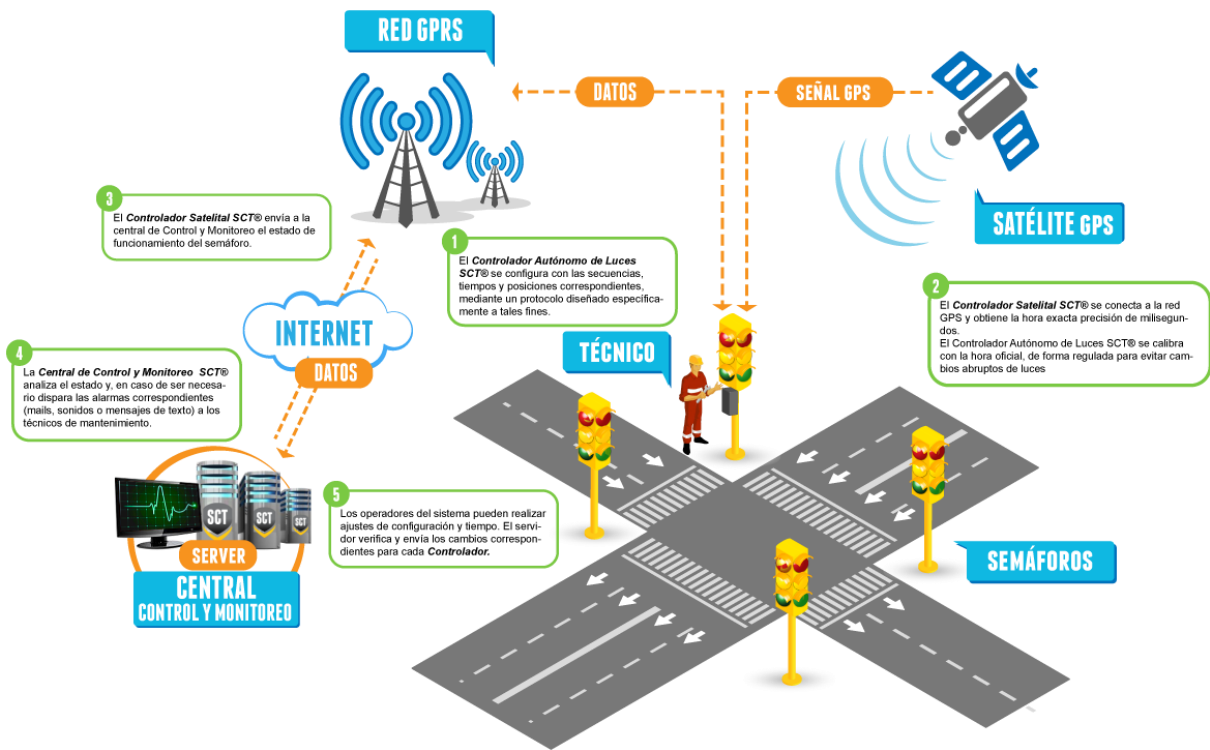 RED GPRS
DATOS
SEÑAL GPS
SATÉLITE GPS
3
El Controlador Satelital SCT® envía a la
central de Control y Monitoreo el estado de
funcionamiento del semáforo.
1
El Controlador Autónomo de Luces
SCT® se configura con las secuencias,
tiempos y posiciones correspondientes,
mediante un protocolo diseñado específica-
mente a tales fines.
2
El Controlador Satelital SCT® se conecta a la red
GPS y obtiene la hora exacta precisión de milisegun-
dos.
El Controlador Autónomo de Luces SCT® se calibra
con la hora oficial, de forma regulada para evitar cam-
bios abruptos de luces
INTERNET
DATOS
TÉCNICO
4
La Central de Control y Monitoreo SCT®
analiza el estado y, en caso de ser necesa-
rio dispara las alarmas correspondientes
(mails, sonidos o mensajes de texto) a los
técnicos de mantenimiento.
SCT
SCT
SCT
SERVER
CENTRAL
CONTROL Y MONITOREO
5
Los operadores del sistema pueden realizar
ajustes de configuración y tiempo. El servi-
dor verifica y envía los cambios correspon-
dientes para cada Controlador.
SEMÁFOROS